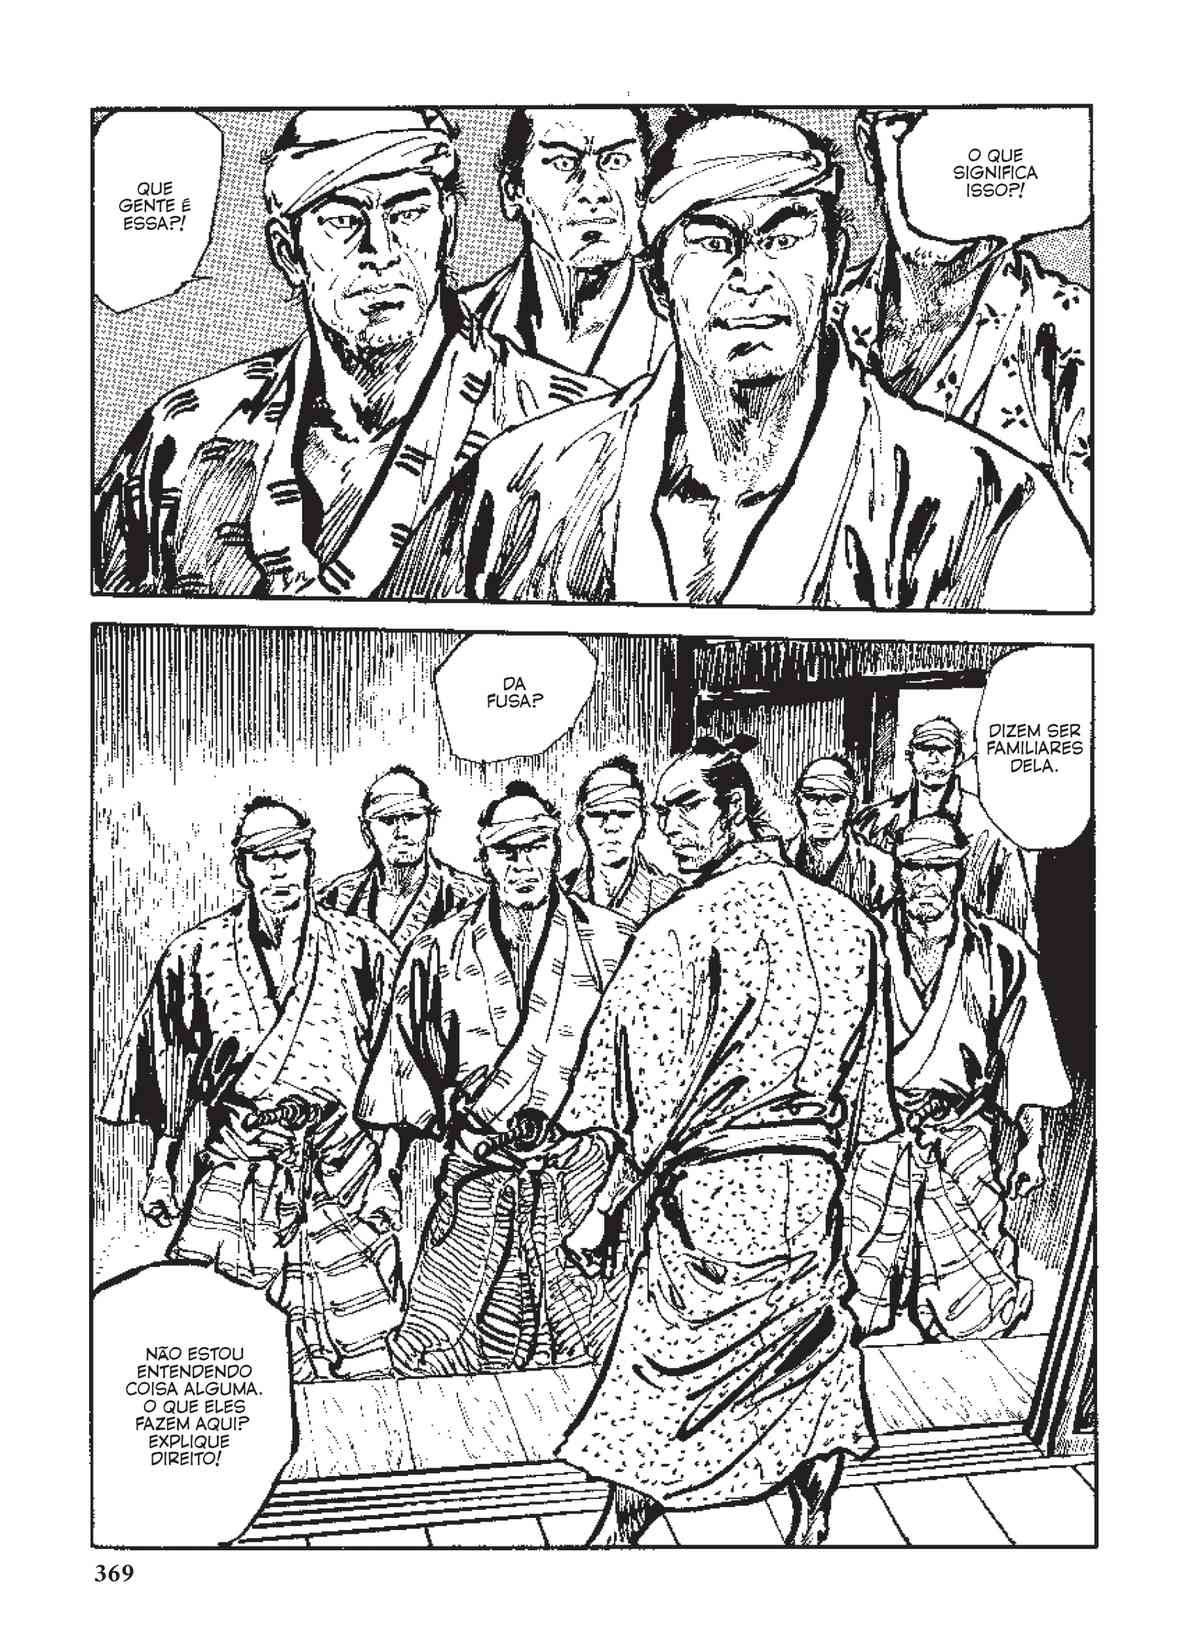 O QUE
SIGNIFICA
ISSO?!
QUE
GENTE É
ESSA?!
DIZEM SER
FAMILIARES
DELA.
DA
FUSA?
NÃO ESTOU
ENTENDENDO
COISA ALGUMA.
O QUE ELES
FAZEM AQUI?
EXPLIQUE
DIREITO!
369